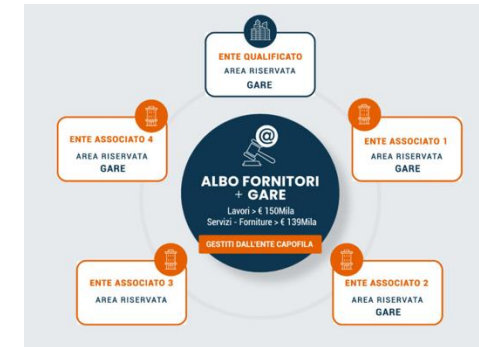 ENTE QUALIFICATO
AREA RISERVATA
GARE
ENTE ASSOCIATO 4
AREA RISERVATA
GARE
ENTE ASSOCIATO 1
AREA RISERVATA
GARE
@
ALBO FORNITORI
+ GARE
Lavori > € 150Mila
Servizi - Forniture > € 139Mila
GESTITI DALL'ENTE CAPOFILA
ENTE ASSOCIATO 3
AREA RISERVATA
ENTE ASSOCIATO 2
AREA RISERVATA
GARE